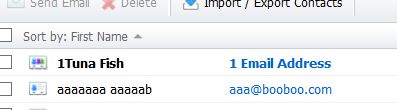 Send Email Delete Import / Export Contacts
Sort by: First Name
1Tuna Fish 1 Email Address
aaaaaaa aaaaab aaa@booboo.com